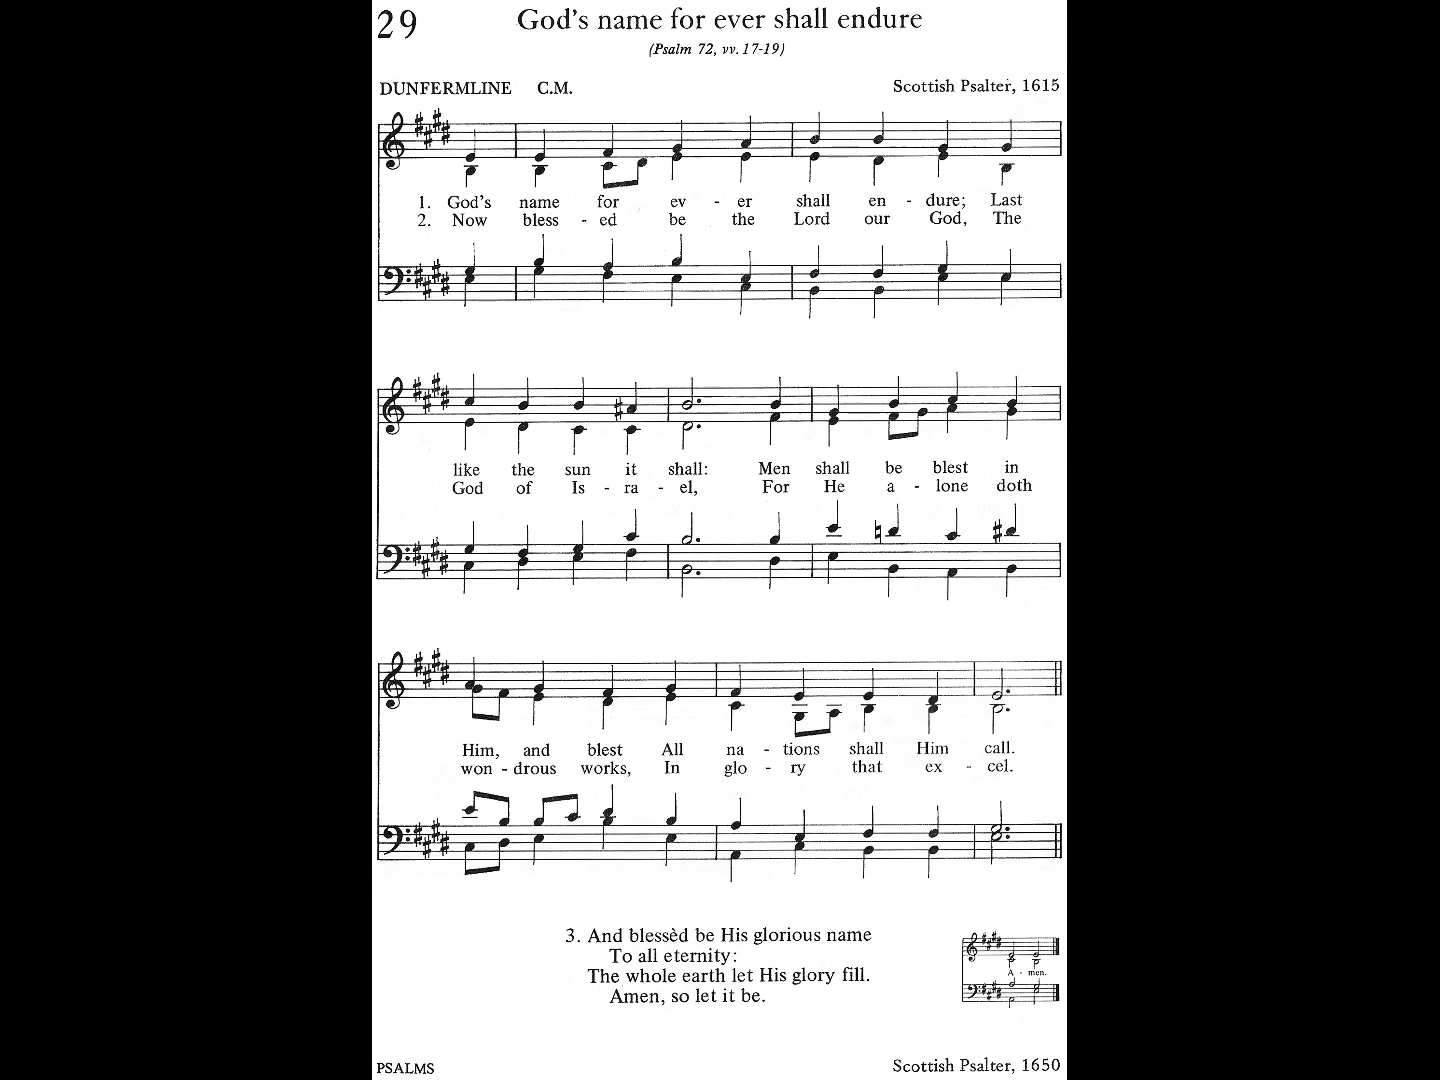 29
God's name for ever shall endure
(Psalm 72, vv. 17-19)
DUNFERMLINE C.M.
Scottish Psalter, 1615
1. God's name for ev - er shall en - dure; Last
2. Now bless - ed be the Lord our God, The
like the sun it shall: Men shall be blest in
God of Is - ra - el, For He a - lone doth
Him, and blest All na - tions shall Him call.
won - drous works, In glo - ry that ex - cel.
3. And blessèd be His glorious name
To all eternity:
The whole earth let His glory fill.
Amen, so let it be.
A - men.
PSALMS
Scottish Psalter, 1650